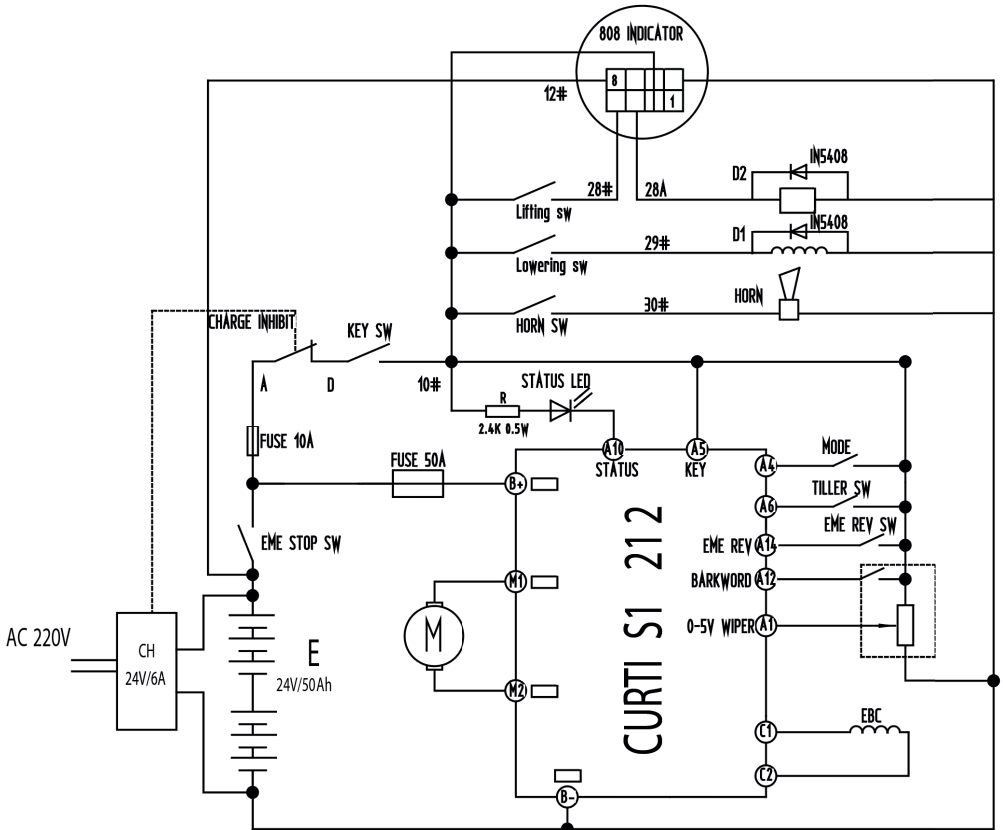 808 INDICATOR
8
12#
1
IN5408
D2
28#
28A
Lifting sw
IN5408
D1
29#
Lowering sw
HORN
30#
HORN SW
CHARGE INHIBIT
KEY SW
A
D
10#
STATUS LED
R
2.4K 0.5W
FUSE 10A
A10
A5
STATUS
KEY
MODE
FUSE 50A
A4
B+
TILLER SW
A6
EME REV SW
EME STOP SW
EME REV
A14
BARKWORD
A12
M1
0-5V WIPER
A1
AC 220V
CH
24V/6A
E
24V/50Ah
M
CURTI S1 212
M2
EBC
C1
C2
B-